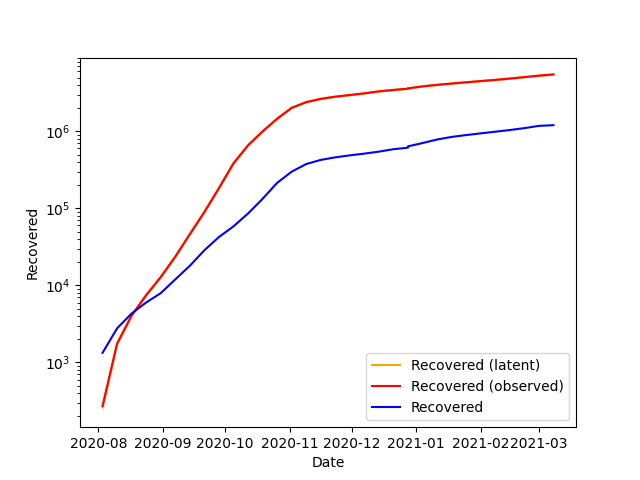 Recovered
10^6
10^5
10^4
10^3
Recovered (latent)
Recovered (observed)
Recovered
2020-08 2020-09 2020-10 2020-11 2020-12 2021-01 2021-02 2021-03
Date